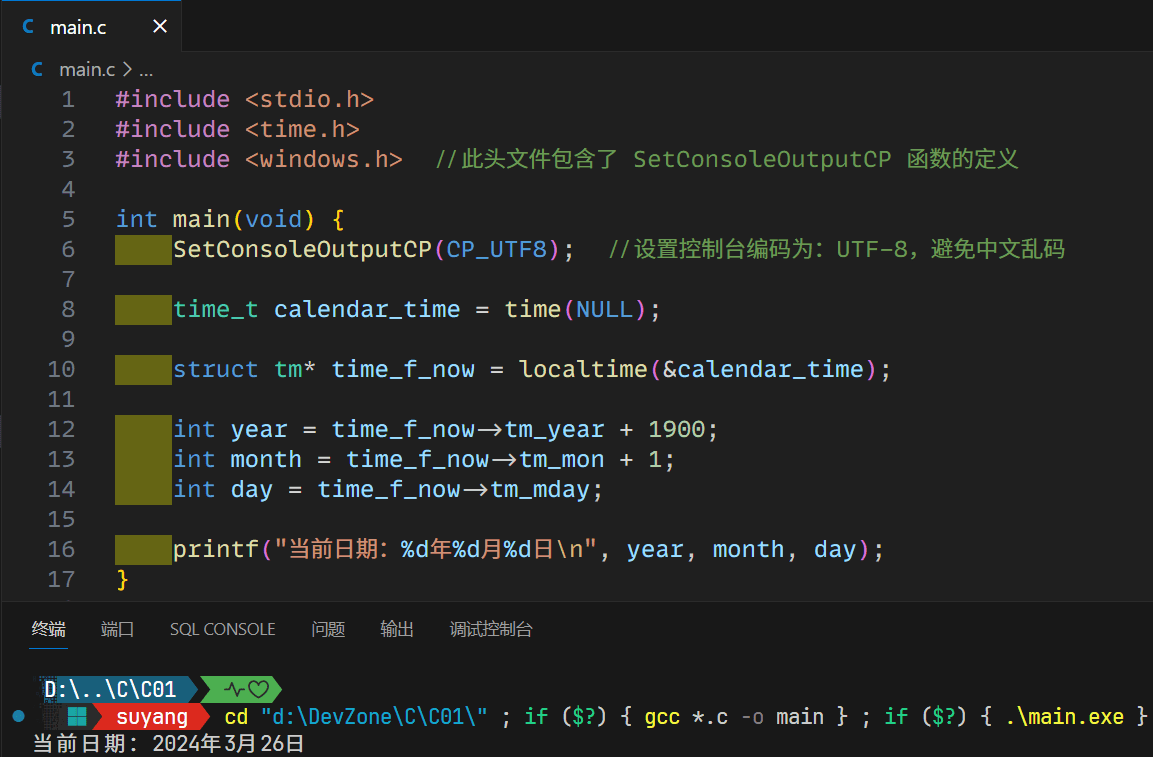 main.c
main.c > ...
1 #include <stdio.h>
2 #include <time.h>
3 #include <windows.h>  //此头文件包含了 SetConsoleOutputCP 函数的定义
4
5 int main(void) {
6     SetConsoleOutputCP(CP_UTF8);  //设置控制台编码为：UTF-8，避免中文乱码
7
8     time_t calendar_time = time(NULL);
9
10     struct tm* time_f_now = localtime(&calendar_time);
11
12     int year = time_f_now->tm_year + 1900;
13     int month = time_f_now->tm_mon + 1;
14     int day = time_f_now->tm_mday;
15
16     printf("当前日期：%d年%d月%d日\n", year, month, day);
17 }
终端 端口 SQL CONSOLE 问题 输出 调试控制台
D:\..\C\C01
suyang cd "d:\DevZone\C\C01\" ; if ($?) { gcc *.c -o main } ; if ($?) { .\main.exe }
当前日期：2024年3月26日